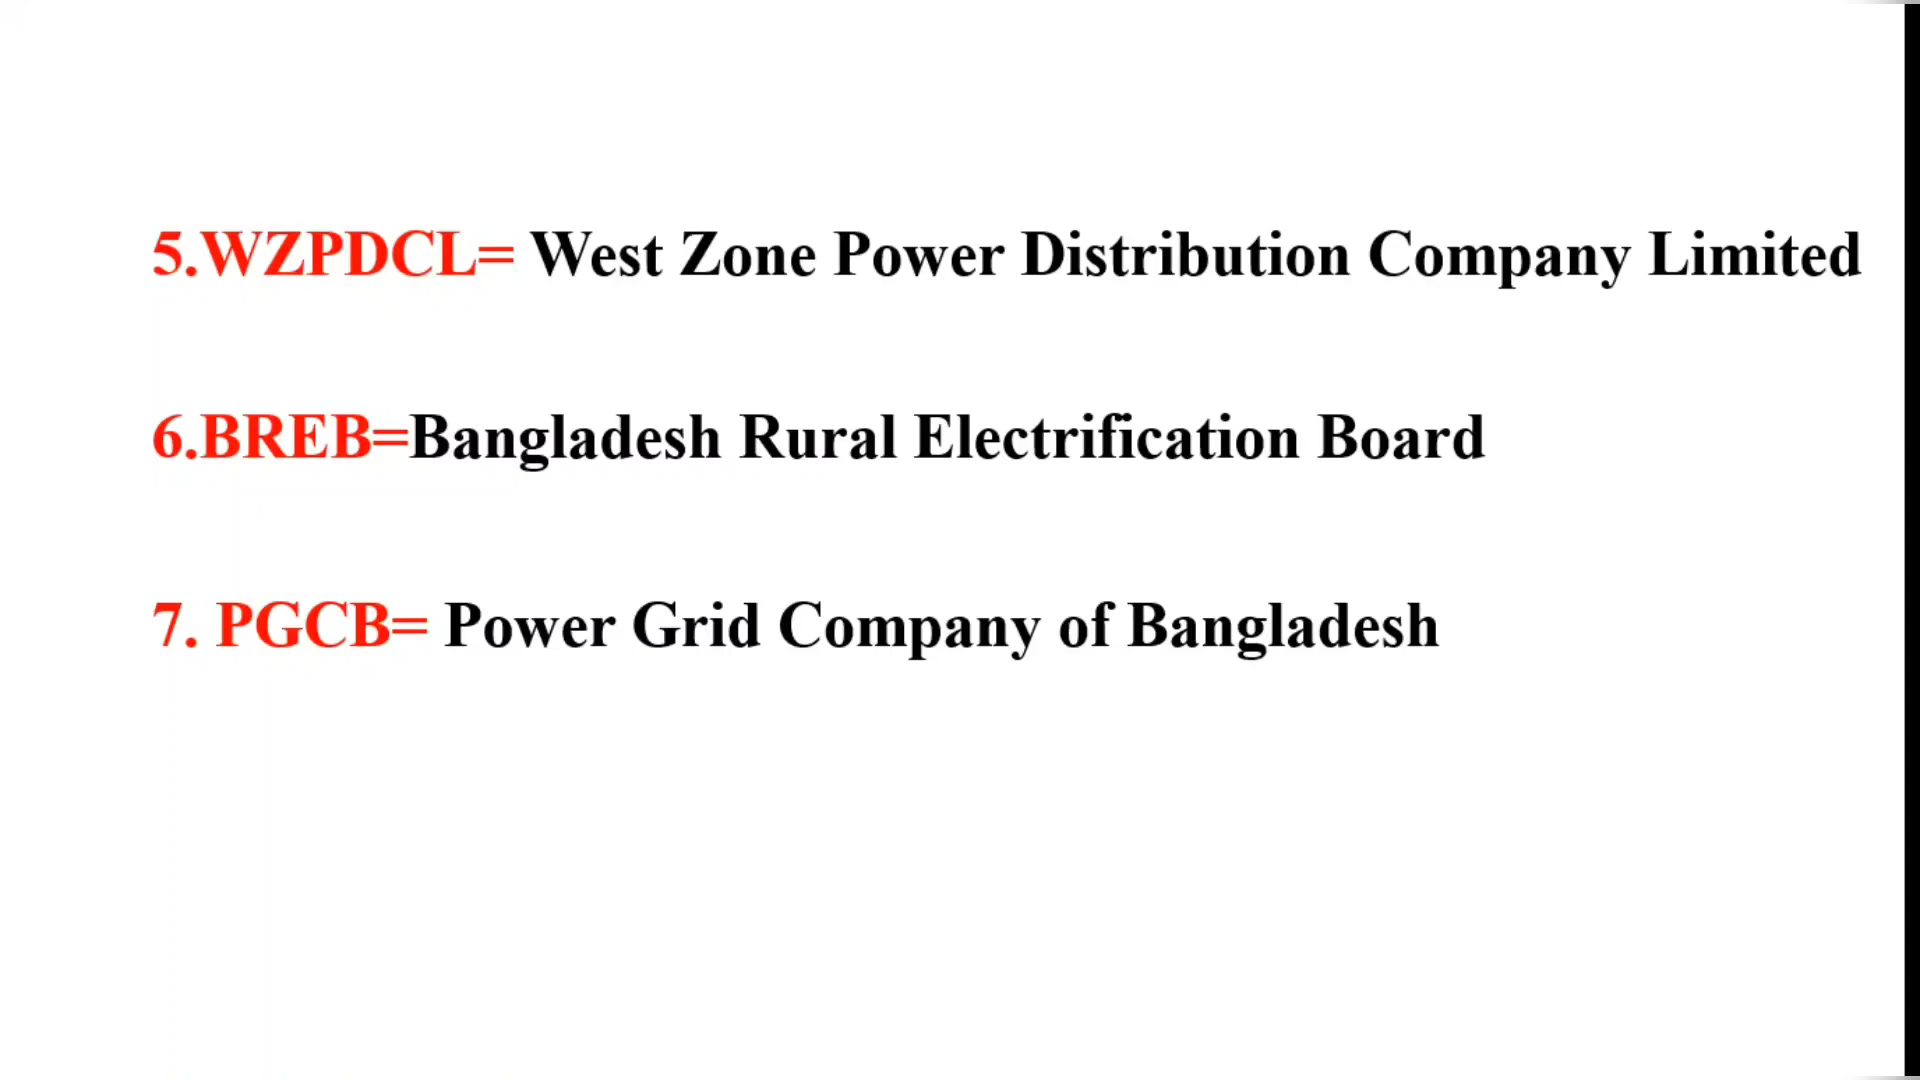 5.WZPDCL= West Zone Power Distribution Company Limited
6.BREB=Bangladesh Rural Electrification Board
7. PGCB= Power Grid Company of Bangladesh